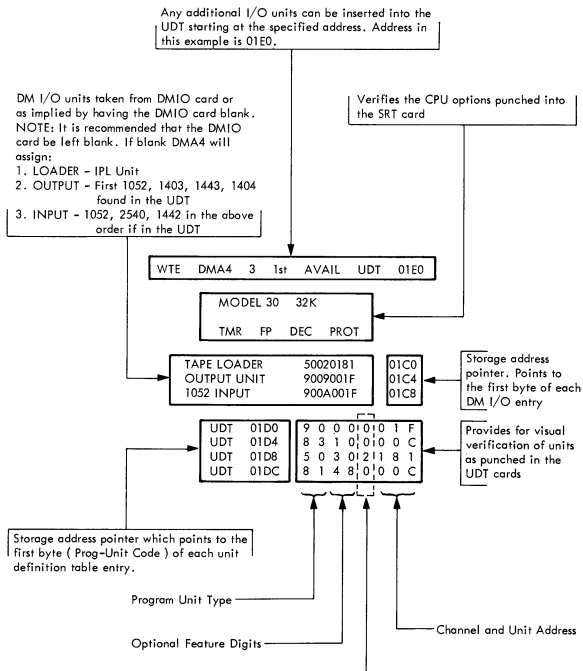 Any additional I/O units can be inserted into the
UDT starting at the specified address. Address in
this example is 01E0.
DM I/O units taken from DMIO card or
as implied by having the DMIO card blank.
NOTE: It is recommended that the DMIO
card be left blank. If blank DMA4 will
assign:
1. LOADER - IPL Unit
2. OUTPUT - First 1052, 1403, 1443, 1404
found in the UDT
3. INPUT - 1052, 2540, 1442 in the above
order if in the UDT
Verifies the CPU options punched into
the SRT card
WTE DMA4 3 1st AVAIL UDT 01E0
MODEL 30 32K
TMR FP DEC PROT
TAPE LOADER 50020181 01C0
OUTPUT UNIT 9009001F 01C4
1052 INPUT 900A001F 01C8
Storage address
pointer. Points to
the first byte of each
DM I/O entry
UDT 01D0 9 0 0 0 0 0 1 F
UDT 01D4 8 3 1 0 0 0 0 C
UDT 01D8 5 0 3 0 2 1 8 1
UDT 01DC 8 1 4 8 0 0 0 C
Provides for visual
verification of units
as punched in the
UDT cards
Storage address pointer which points to the
first byte ( Prog-Unit Code ) of each unit
definition table entry.
Program Unit Type
Optional Feature Digits
Channel and Unit Address